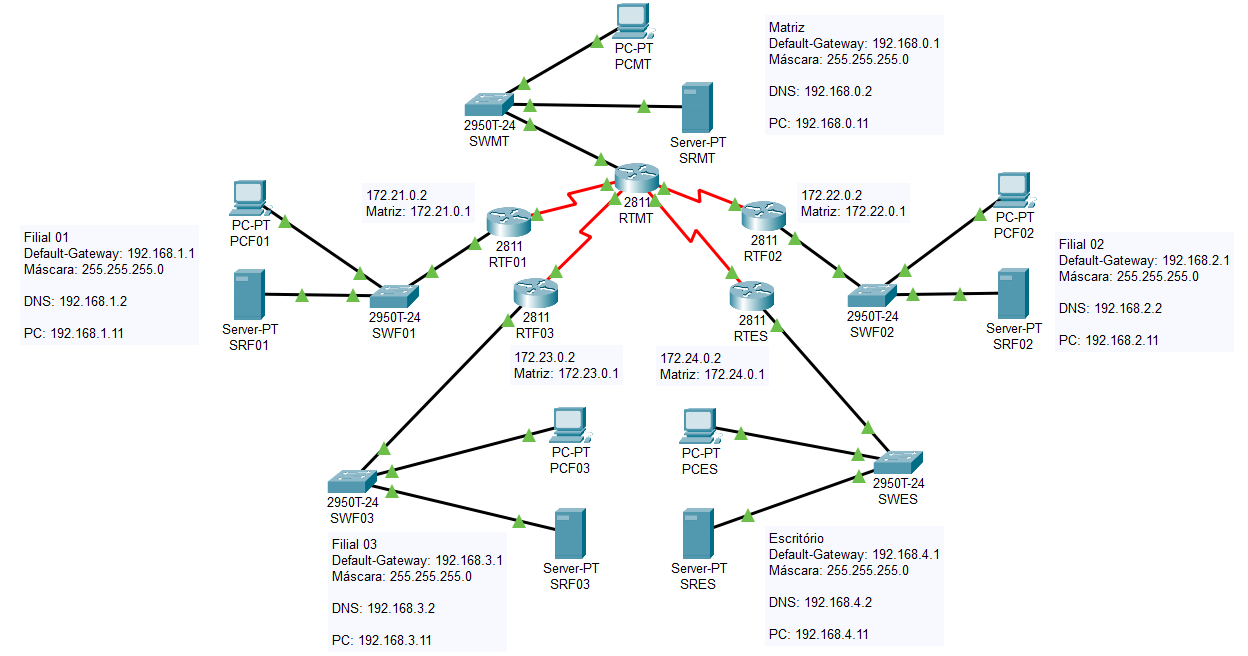 PC-PT
PCMT
Matriz
Default-Gateway: 192.168.0.1
Máscara: 255.255.255.0
DNS: 192.168.0.2
PC: 192.168.0.11
2950T-24
SWMT
Server-PT
SRMT
2811
RTMT
172.21.0.2
Matriz: 172.21.0.1
172.22.0.2
Matriz: 172.22.0.1
PC-PT
PCF01
2811
RTF01
2811
RTF02
PC-PT
PCF02
Filial 01
Default-Gateway: 192.168.1.1
Máscara: 255.255.255.0
DNS: 192.168.1.2
PC: 192.168.1.11
Server-PT
SRF01
2950T-24
SWF01
2811
RTF03
2811
RTES
2950T-24
SWF02
Server-PT
SRF02
Filial 02
Default-Gateway: 192.168.2.1
Máscara: 255.255.255.0
DNS: 192.168.2.2
PC: 192.168.2.11
172.23.0.2
Matriz: 172.23.0.1
172.24.0.2
Matriz: 172.24.0.1
PC-PT
PCF03
PC-PT
PCES
2950T-24
SWF03
2950T-24
SWES
Filial 03
Default-Gateway: 192.168.3.1
Máscara: 255.255.255.0
DNS: 192.168.3.2
PC: 192.168.3.11
Server-PT
SRF03
Server-PT
SRES
Escritório
Default-Gateway: 192.168.4.1
Máscara: 255.255.255.0
DNS: 192.168.4.2
PC: 192.168.4.11